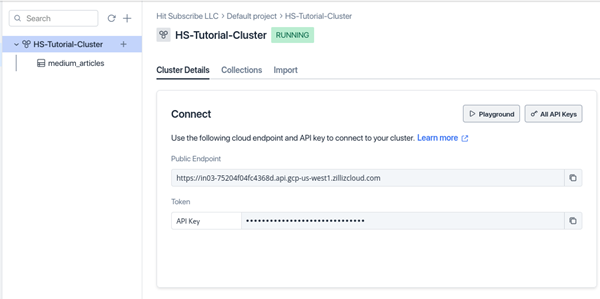 Search
HS-Tutorial-Cluster
medium_articles
Hit Subscribe LLC > Default project > HS-Tutorial-Cluster
HS-Tutorial-Cluster RUNNING
Cluster Details Collections Import
Connect
Playground
All API Keys
Use the following cloud endpoint and API key to connect to your cluster. Learn more
Public Endpoint
https://in03-75204f04fc4368d.api.gcp-us-west1.zillizcloud.com
Token
API Key ••••••••••••••••••••••••••••••